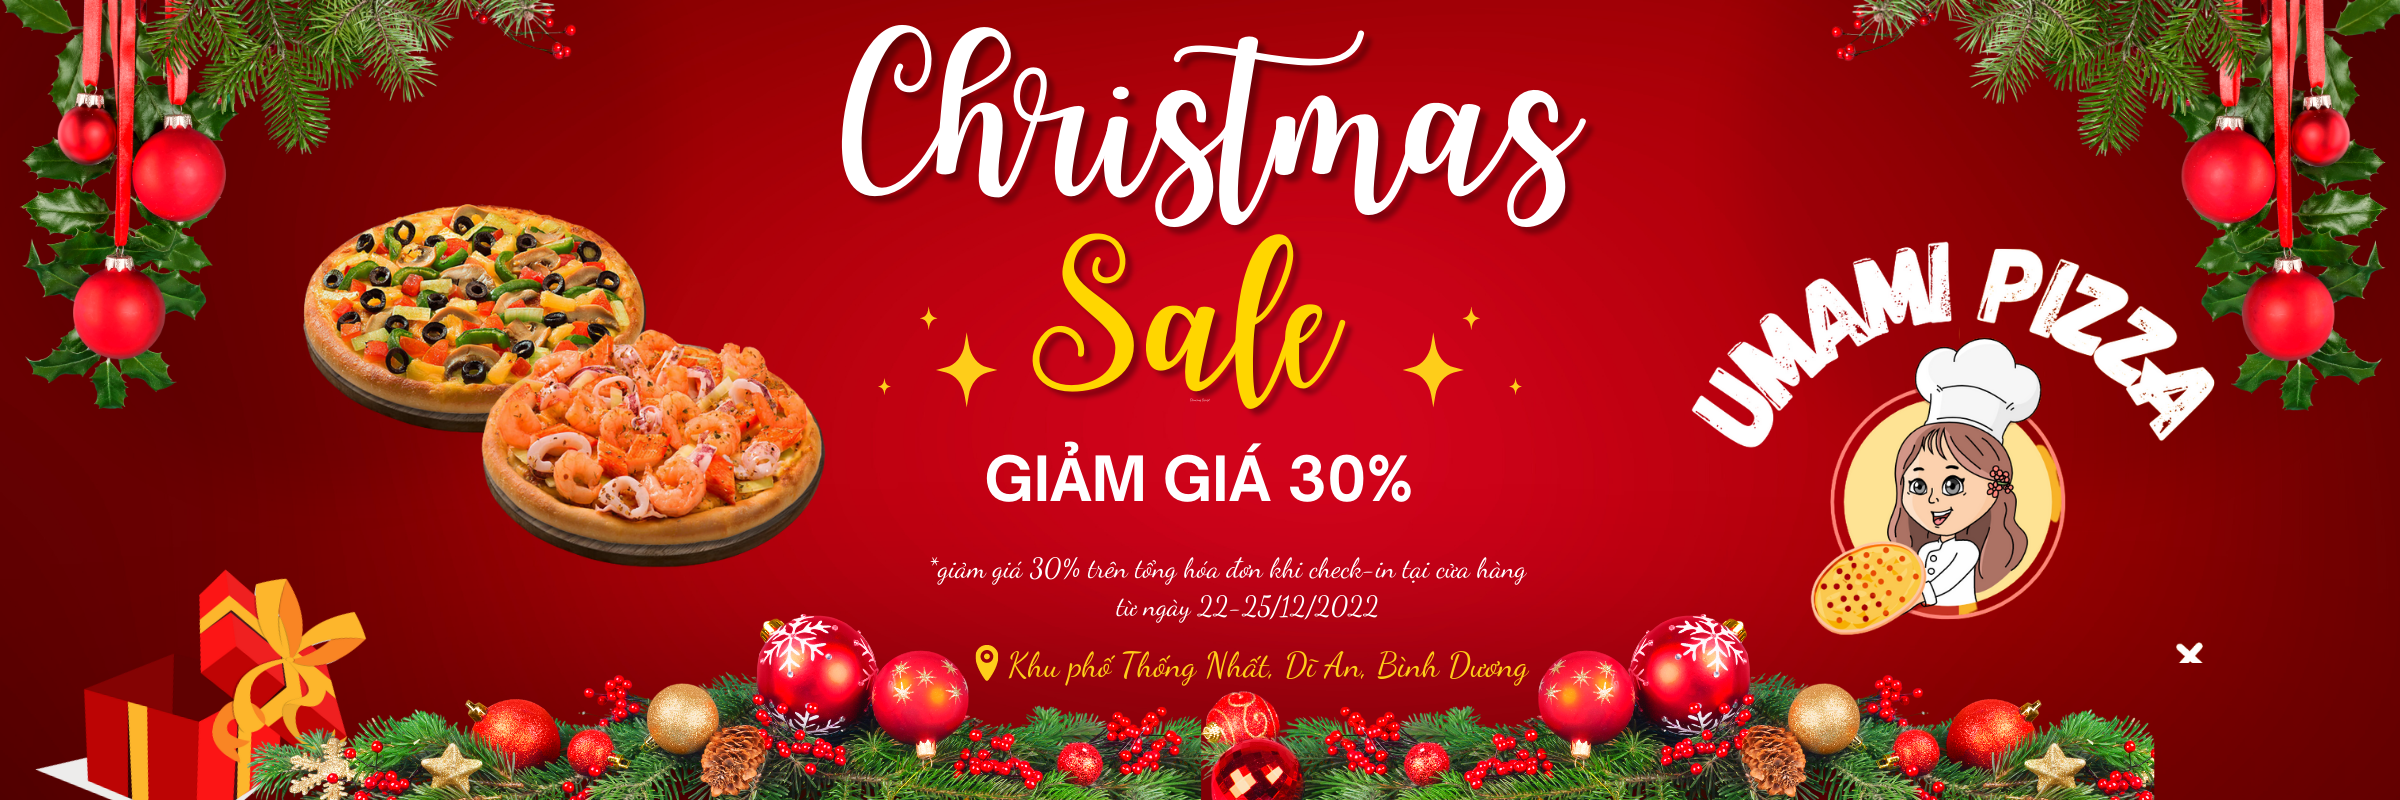 Christmas
Sale
UMAMI PIZZA
GIẢM GIÁ 30%
*giảm giá 30% trên tổng hóa đơn khi check-in tại cửa hàng
từ ngày 22-25/12/2022
Khu phố Thống Nhất, Dĩ An, Bình Dương